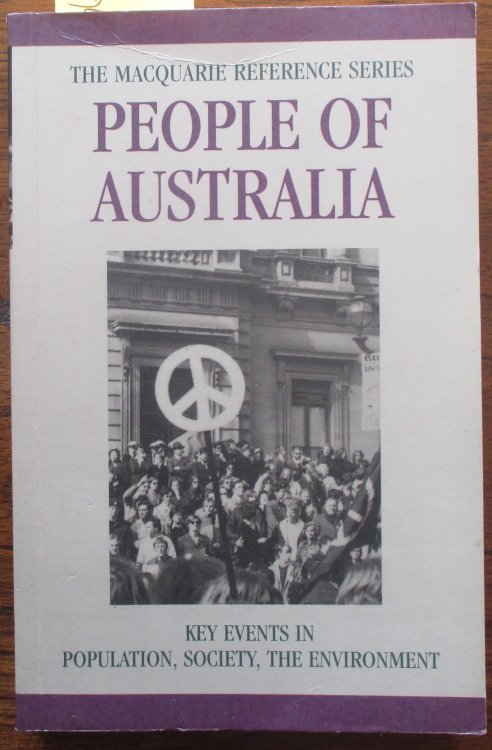 THE MACQUARIE REFERENCE SERIES
PEOPLE OF
AUSTRALIA
KEY EVENTS IN
POPULATION, SOCIETY, THE ENVIRONMENT